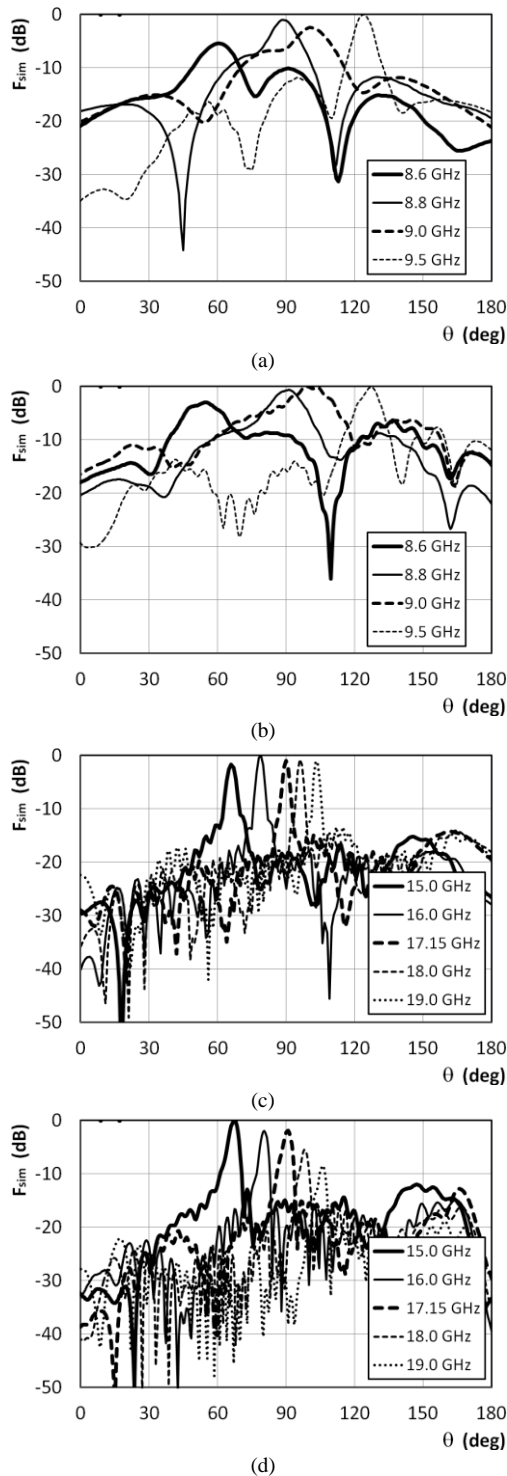 F_sim (dB)
0
-10
-20
-30
-40
-50
8.6 GHz
8.8 GHz
9.0 GHz
9.5 GHz
0 30 60 90 120 150 180
θ (deg)
(a)
F_sim (dB)
0
-10
-20
-30
-40
-50
8.6 GHz
8.8 GHz
9.0 GHz
9.5 GHz
0 30 60 90 120 150 180
θ (deg)
(b)
F_sim (dB)
0
-10
-20
-30
-40
-50
15.0 GHz
16.0 GHz
17.15 GHz
18.0 GHz
19.0 GHz
0 30 60 90 120 150 180
θ (deg)
(c)
F_sim (dB)
0
-10
-20
-30
-40
-50
15.0 GHz
16.0 GHz
17.15 GHz
18.0 GHz
19.0 GHz
0 30 60 90 120 150 180
θ (deg)
(d)